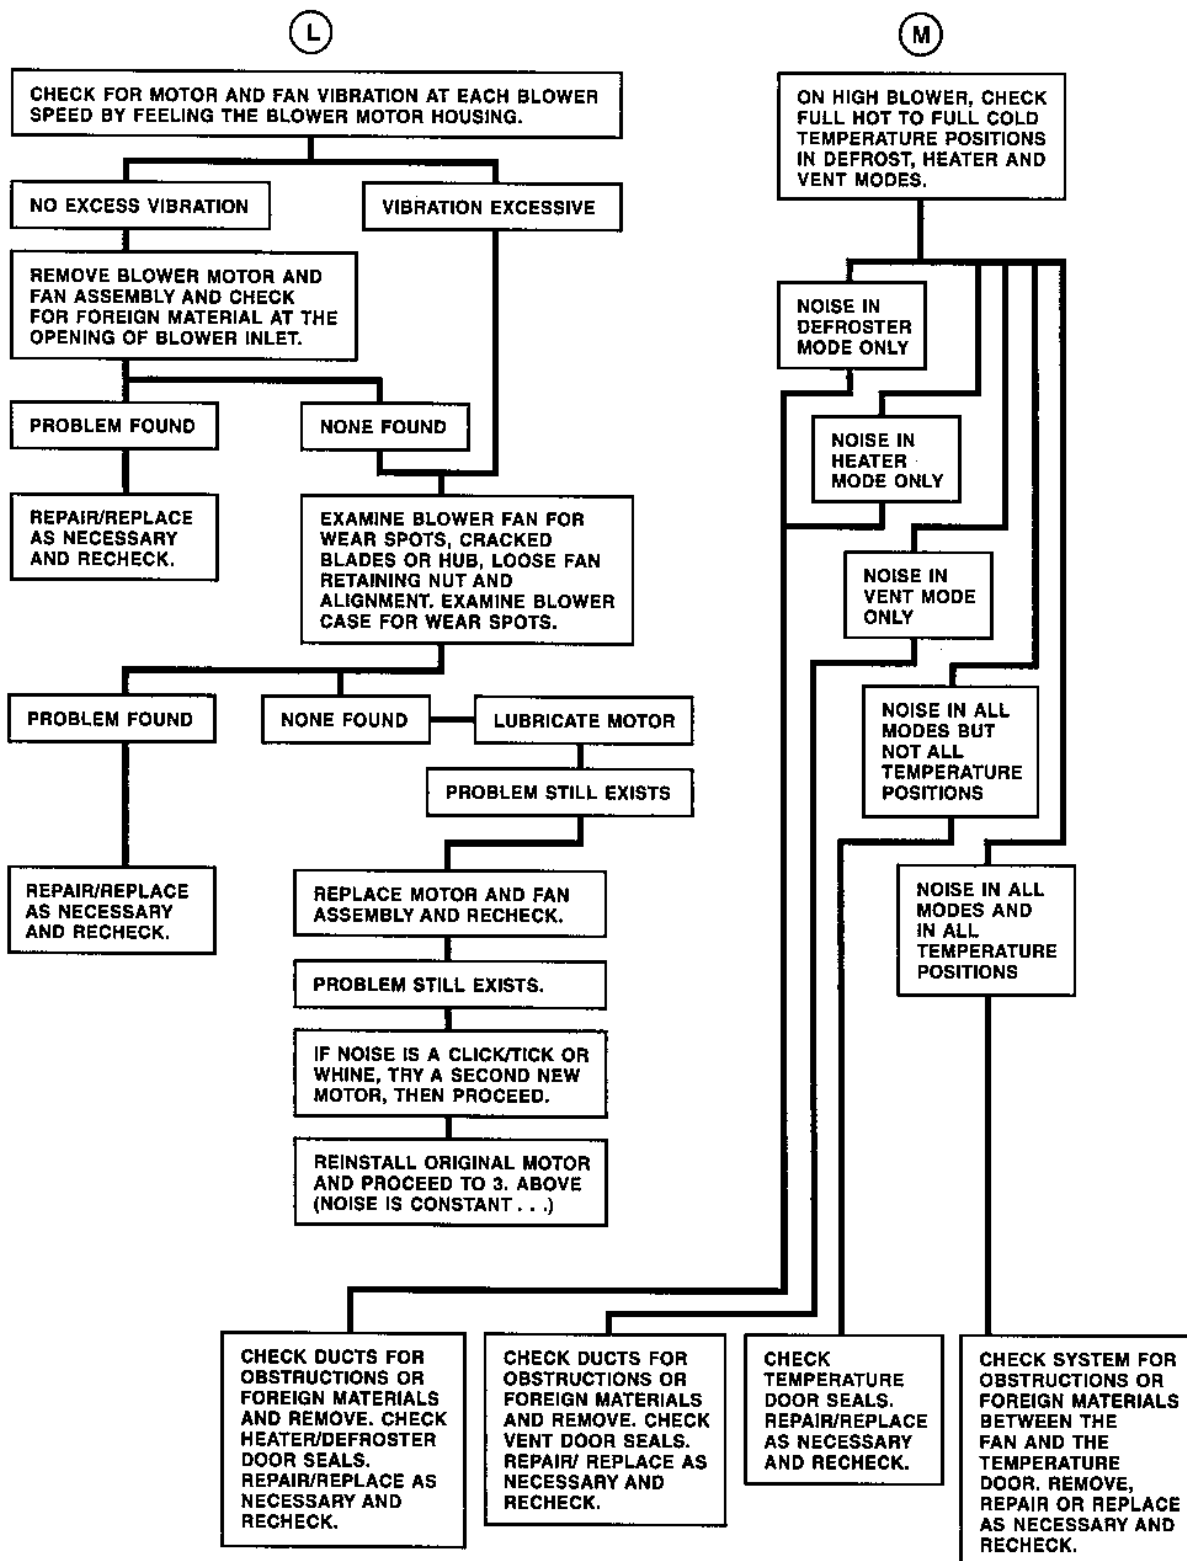 L
CHECK FOR MOTOR AND FAN VIBRATION AT EACH BLOWER
SPEED BY FEELING THE BLOWER MOTOR HOUSING.
NO EXCESS VIBRATION
VIBRATION EXCESSIVE
REMOVE BLOWER MOTOR AND
FAN ASSEMBLY AND CHECK
FOR FOREIGN MATERIAL AT THE
OPENING OF BLOWER INLET.
PROBLEM FOUND
NONE FOUND
REPAIR/REPLACE
AS NECESSARY
AND RECHECK.
EXAMINE BLOWER FAN FOR
WEAR SPOTS, CRACKED
BLADES OR HUB, LOOSE FAN
RETAINING NUT AND
ALIGNMENT. EXAMINE BLOWER
CASE FOR WEAR SPOTS.
PROBLEM FOUND
NONE FOUND
LUBRICATE MOTOR
PROBLEM STILL EXISTS
REPAIR/REPLACE
AS NECESSARY
AND RECHECK.
REPLACE MOTOR AND FAN
ASSEMBLY AND RECHECK.
PROBLEM STILL EXISTS.
IF NOISE IS A CLICK/TICK OR
WHINE, TRY A SECOND NEW
MOTOR, THEN PROCEED.
REINSTALL ORIGINAL MOTOR
AND PROCEED TO 3. ABOVE
(NOISE IS CONSTANT . . .)
M
ON HIGH BLOWER, CHECK
FULL HOT TO FULL COLD
TEMPERATURE POSITIONS
IN DEFROST, HEATER AND
VENT MODES.
NOISE IN
DEFROSTER
MODE ONLY
NOISE IN
HEATER
MODE ONLY
NOISE IN
VENT MODE
ONLY
NOISE IN ALL
MODES BUT
NOT ALL
TEMPERATURE
POSITIONS
NOISE IN ALL
MODES AND
IN ALL
TEMPERATURE
POSITIONS
CHECK DUCTS FOR
OBSTRUCTIONS OR
FOREIGN MATERIALS
AND REMOVE. CHECK
HEATER/DEFROSTER
DOOR SEALS.
REPAIR/REPLACE AS
NECESSARY AND
RECHECK.
CHECK DUCTS FOR
OBSTRUCTIONS OR
FOREIGN MATERIALS
AND REMOVE. CHECK
VENT DOOR SEALS.
REPAIR/ REPLACE AS
NECESSARY AND
RECHECK.
CHECK
TEMPERATURE
DOOR SEALS.
REPAIR/REPLACE
AS NECESSARY
AND RECHECK.
CHECK SYSTEM FOR
OBSTRUCTIONS OR
FOREIGN MATERIALS
BETWEEN THE
FAN AND THE
TEMPERATURE
DOOR. REMOVE,
REPAIR OR REPLACE
AS NECESSARY AND
RECHECK.